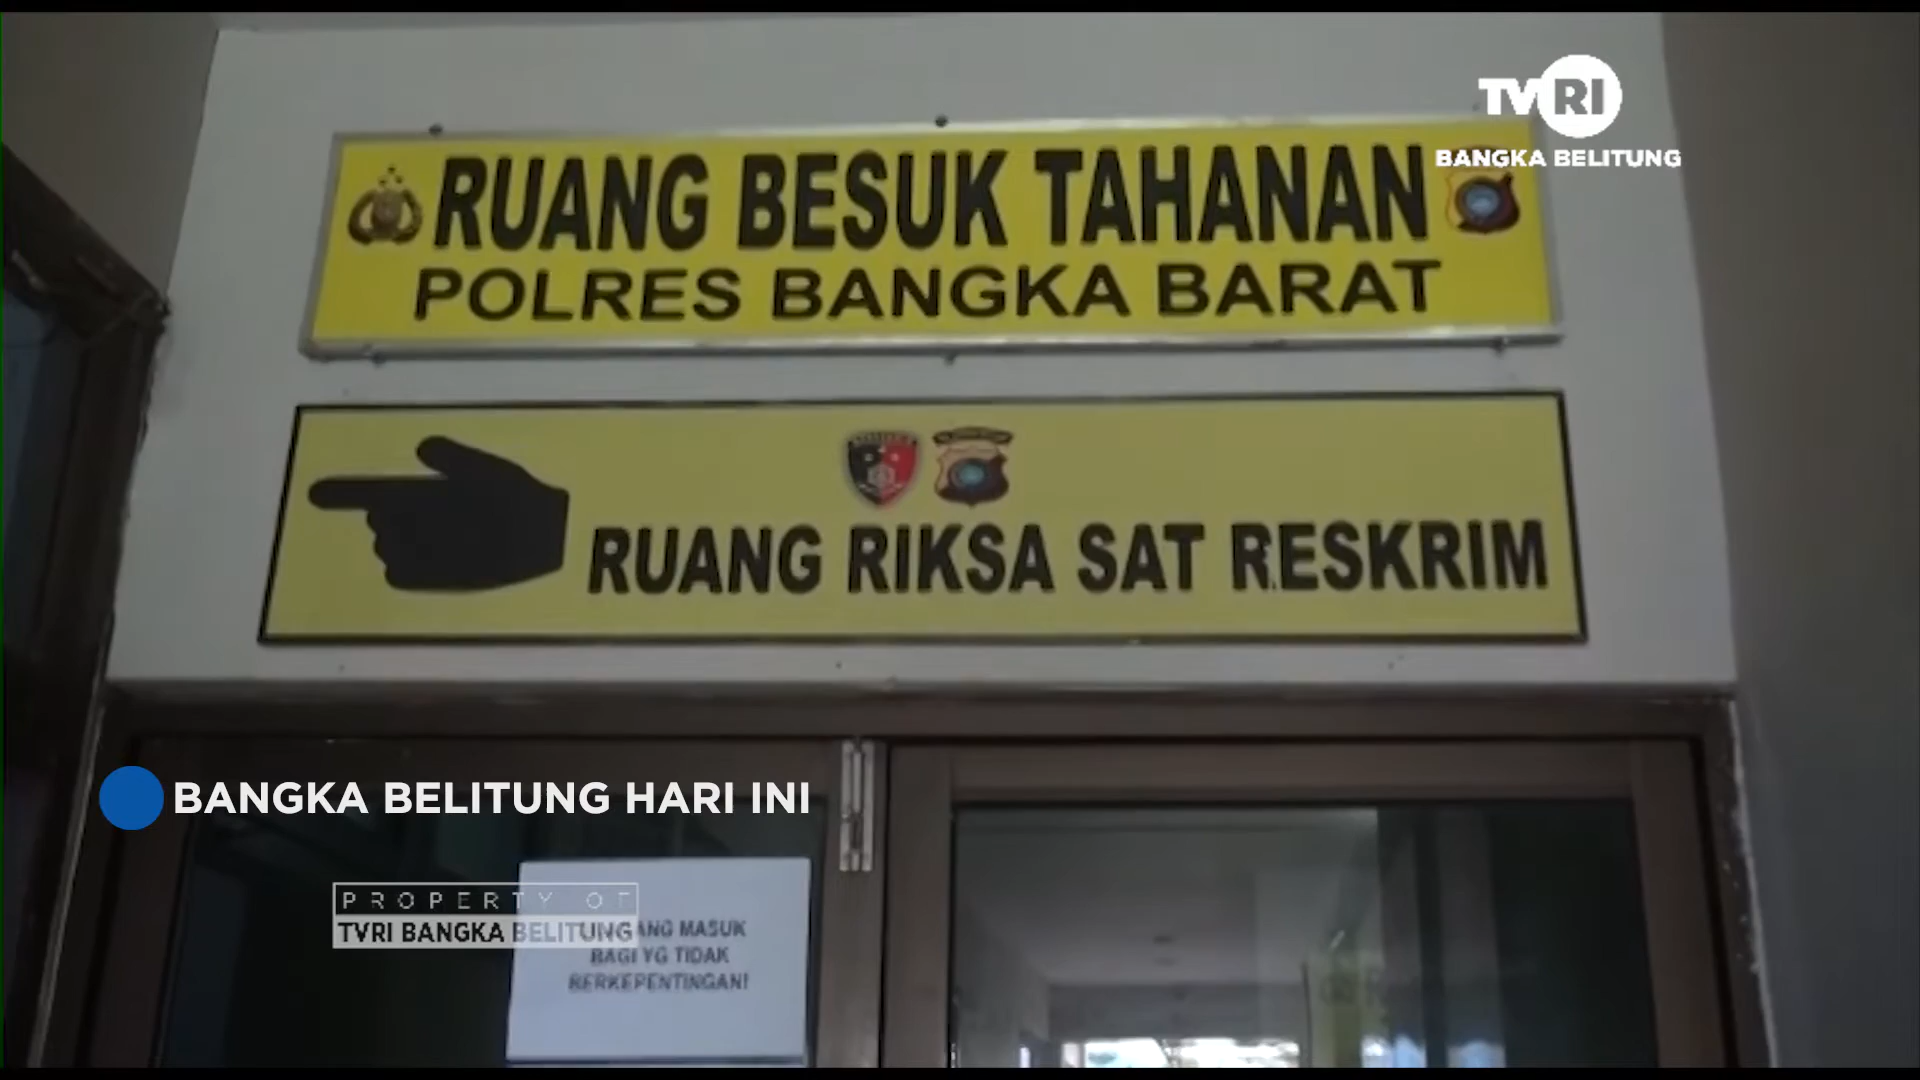 TVRI
BANGKA BELITUNG
RUANG BESUK TAHANAN
POLRES BANGKA BARAT
RUANG RIKSA SAT RESKRIM
BANGKA BELITUNG HARI INI
PROPERTY OF
TVRI BANGKA BELITUNG
MASUK
BAGI YG TIDAK
BERKEPENTINGAN!